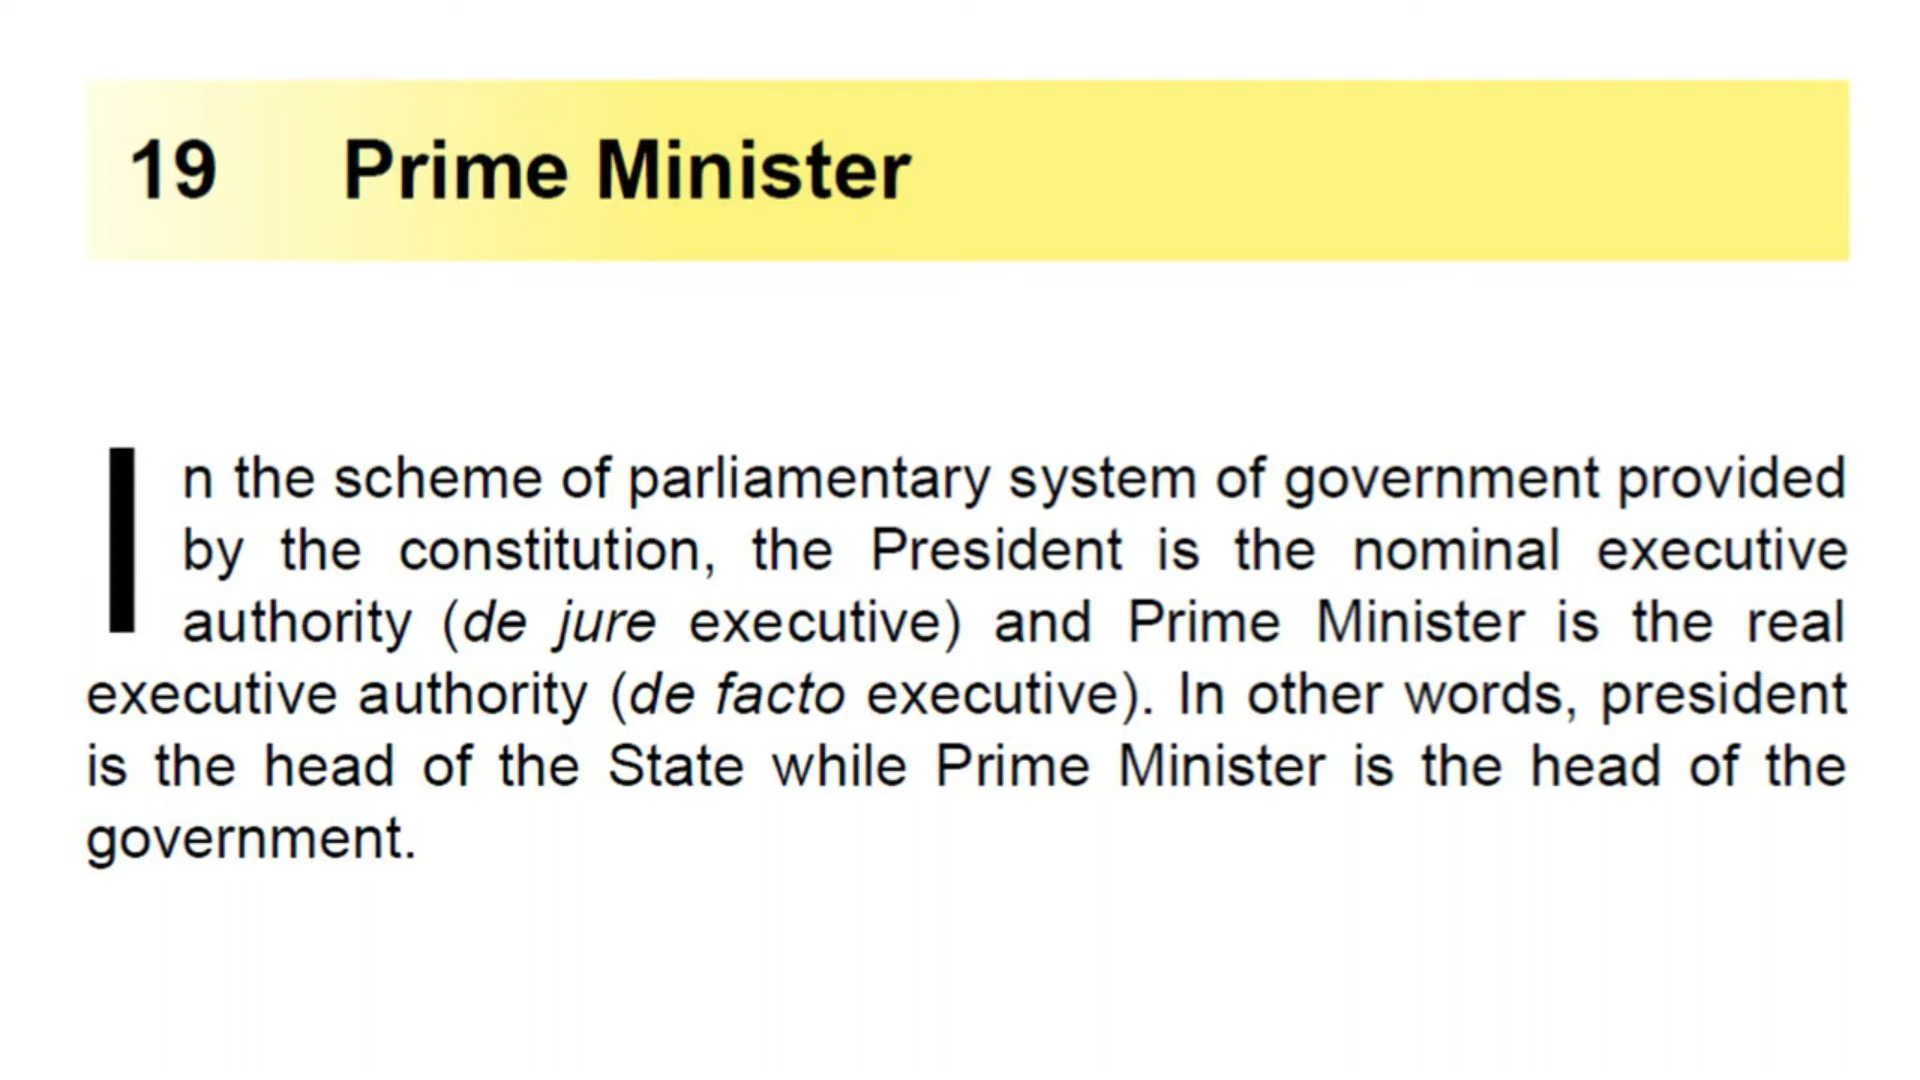 19 Prime Minister
In the scheme of parliamentary system of government provided
by the constitution, the President is the nominal executive
authority (de jure executive) and Prime Minister is the real
executive authority (de facto executive). In other words, president
is the head of the State while Prime Minister is the head of the
government.